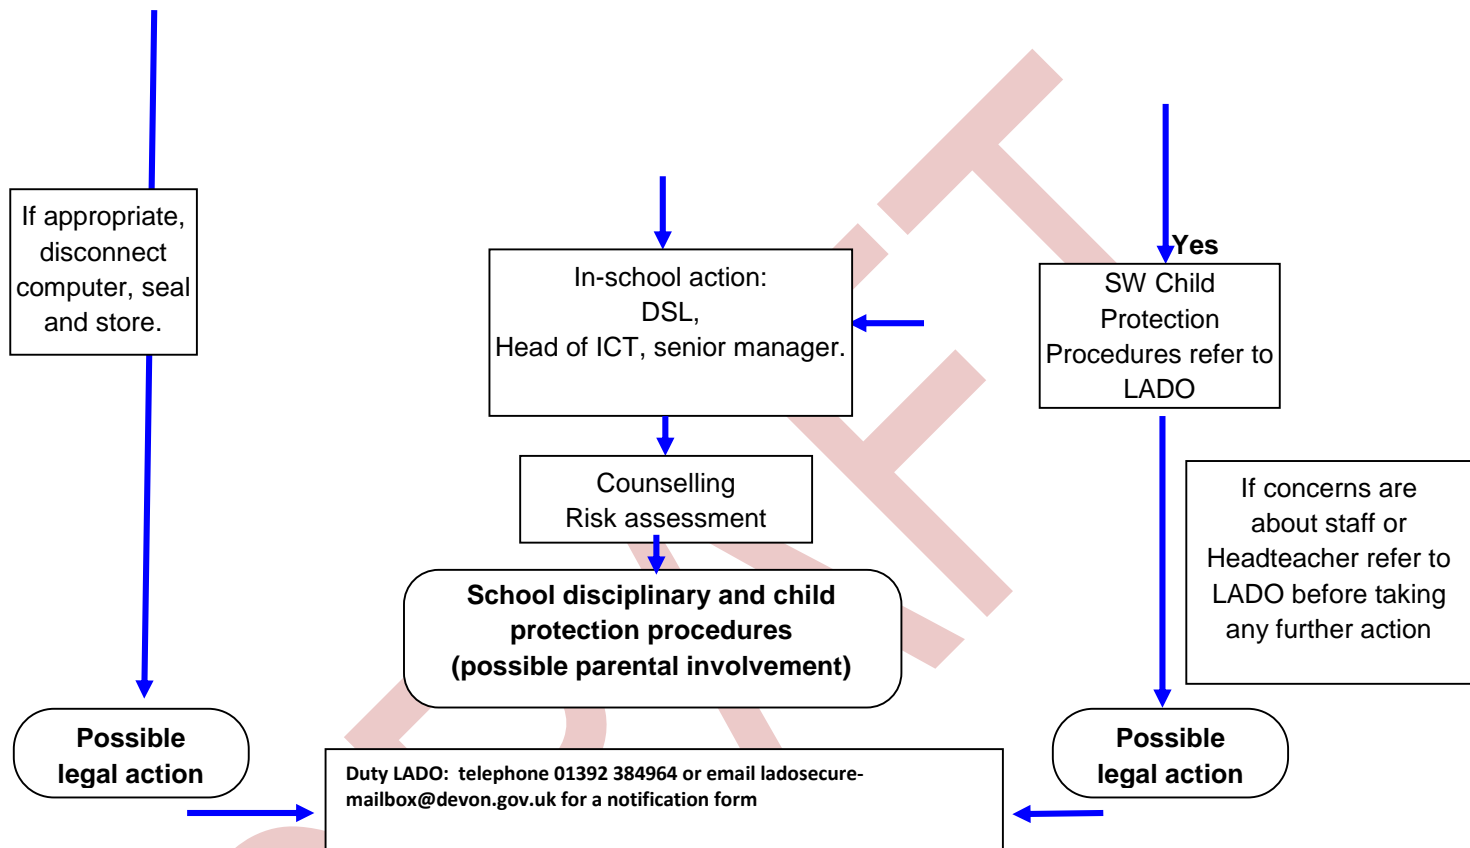 If appropriate,
disconnect
computer, seal
and store.
In-school action:
DSL,
Head of ICT, senior manager.
Yes
SW Child
Protection
Procedures refer to
LADO
Counselling
Risk assessment
If concerns are
about staff or
Headteacher refer to
LADO before taking
any further action
School disciplinary and child
protection procedures
(possible parental involvement)
Possible
legal action
Possible
legal action
Duty LADO: telephone 01392 384964 or email ladosecure-
mailbox@devon.gov.uk for a notification form
DRAFT